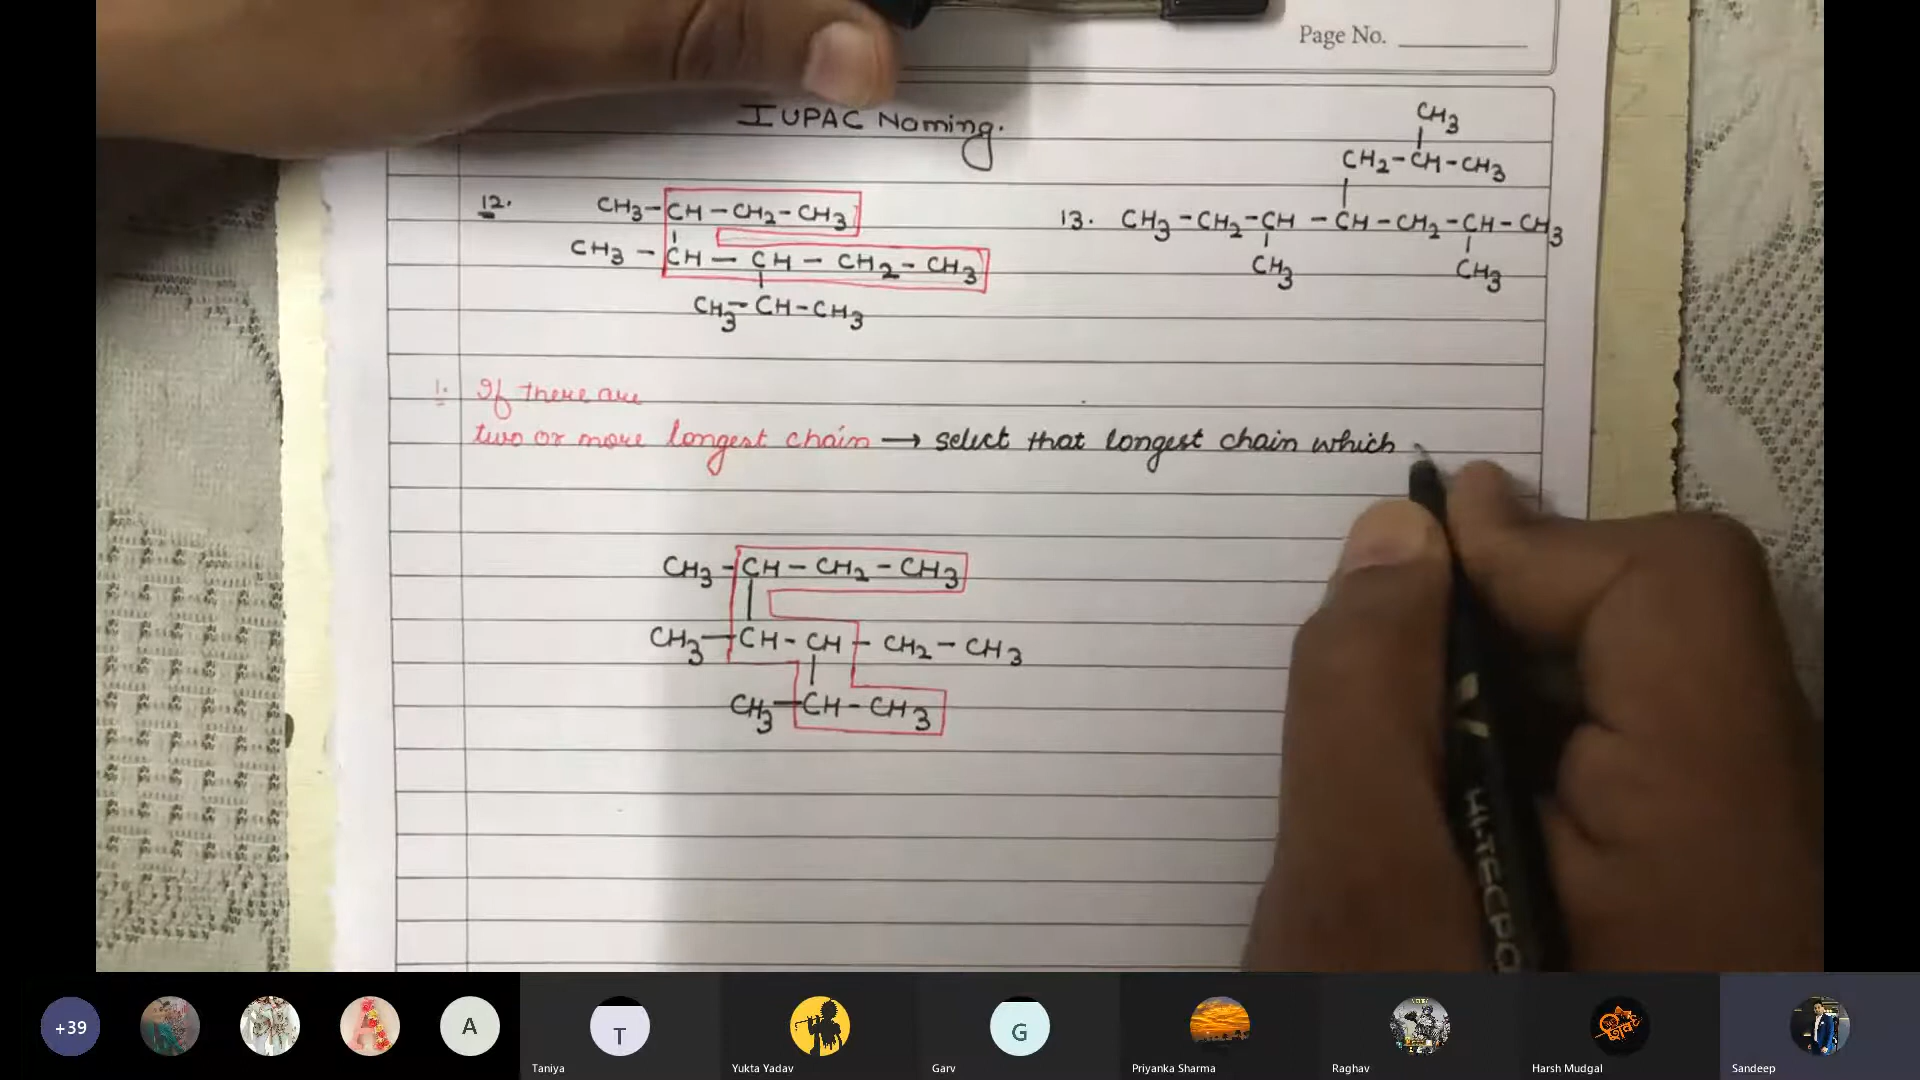 Page No.
IUPAC Naming.
12.
CH3-CH-CH2-CH3
|
CH3-CH-CH-CH2-CH3
|
CH3-CH-CH3
CH3
|
CH2-CH-CH3
|
13. CH3-CH2-CH-CH-CH2-CH-CH3
| |
CH3 CH3
1. If there are
two or more longest chain → select that longest chain which
CH3-CH-CH2-CH3
|
CH3-CH-CH-CH2-CH3
|
CH3-CH-CH3
HI-TECPO
+39
A
T
G
Taniya
Yukta Yadav
Garv
Priyanka Sharma
Raghav
Harsh Mudgal
Sandeep